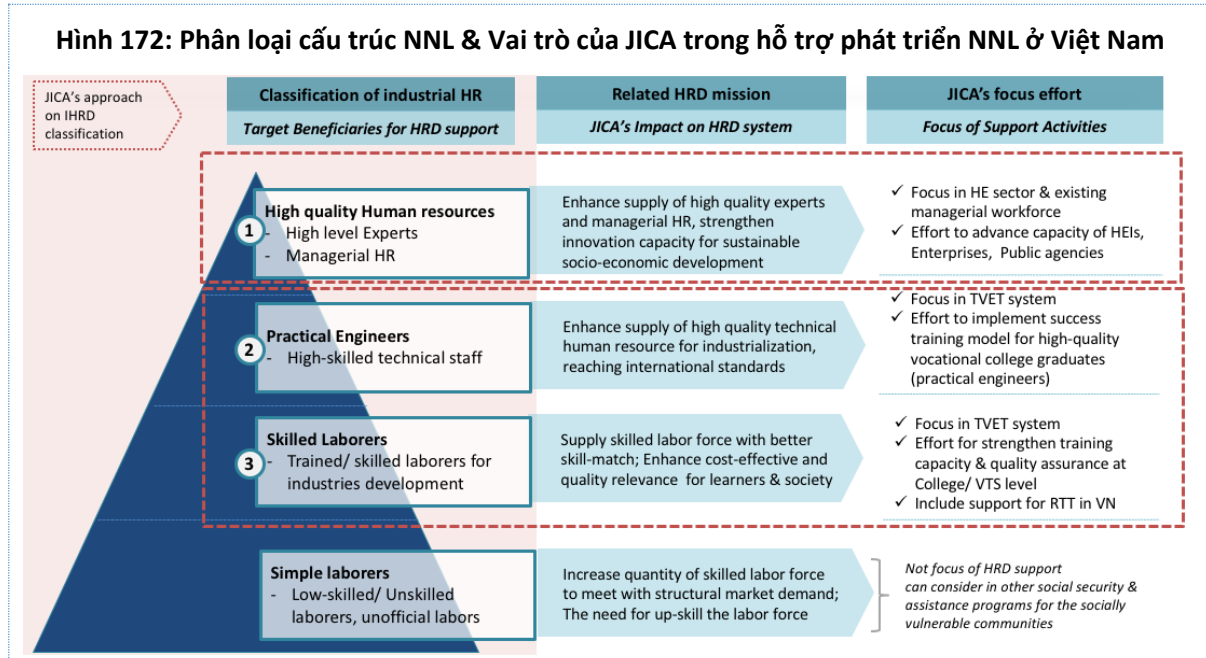 Hình 172: Phân loại cấu trúc NNL & Vai trò của JICA trong hỗ trợ phát triển NNL ở Việt Nam
JICA's approach
on IHRD
classification
Classification of industrial HR
Target Beneficiaries for HRD support
Related HRD mission
JICA's Impact on HRD system
JICA's focus effort
Focus of Support Activities
1
High quality Human resources
- High level Experts
- Managerial HR
Enhance supply of high quality experts
and managerial HR, strengthen
innovation capacity for sustainable
socio-economic development
✓ Focus in HE sector & existing
managerial workforce
✓ Effort to advance capacity of HEIs,
Enterprises, Public agencies
2
Practical Engineers
- High-skilled technical staff
Enhance supply of high quality technical
human resource for industrialization,
reaching international standards
✓ Focus in TVET system
✓ Effort to implement success
training model for high-quality
vocational college graduates
(practical engineers)
3
Skilled Laborers
- Trained/ skilled laborers for
industries development
Supply skilled labor force with better
skill-match; Enhance cost-effective and
quality relevance for learners & society
✓ Focus in TVET system
✓ Effort for strengthen training
capacity & quality assurance at
College/ VTS level
✓ Include support for RTT in VN
Simple laborers
- Low-skilled/ Unskilled
laborers, unofficial labors
Increase quantity of skilled labor force
to meet with structural market demand;
The need for up-skill the labor force
Not focus of HRD support
can consider in other social security &
assistance programs for the socially
vulnerable communities